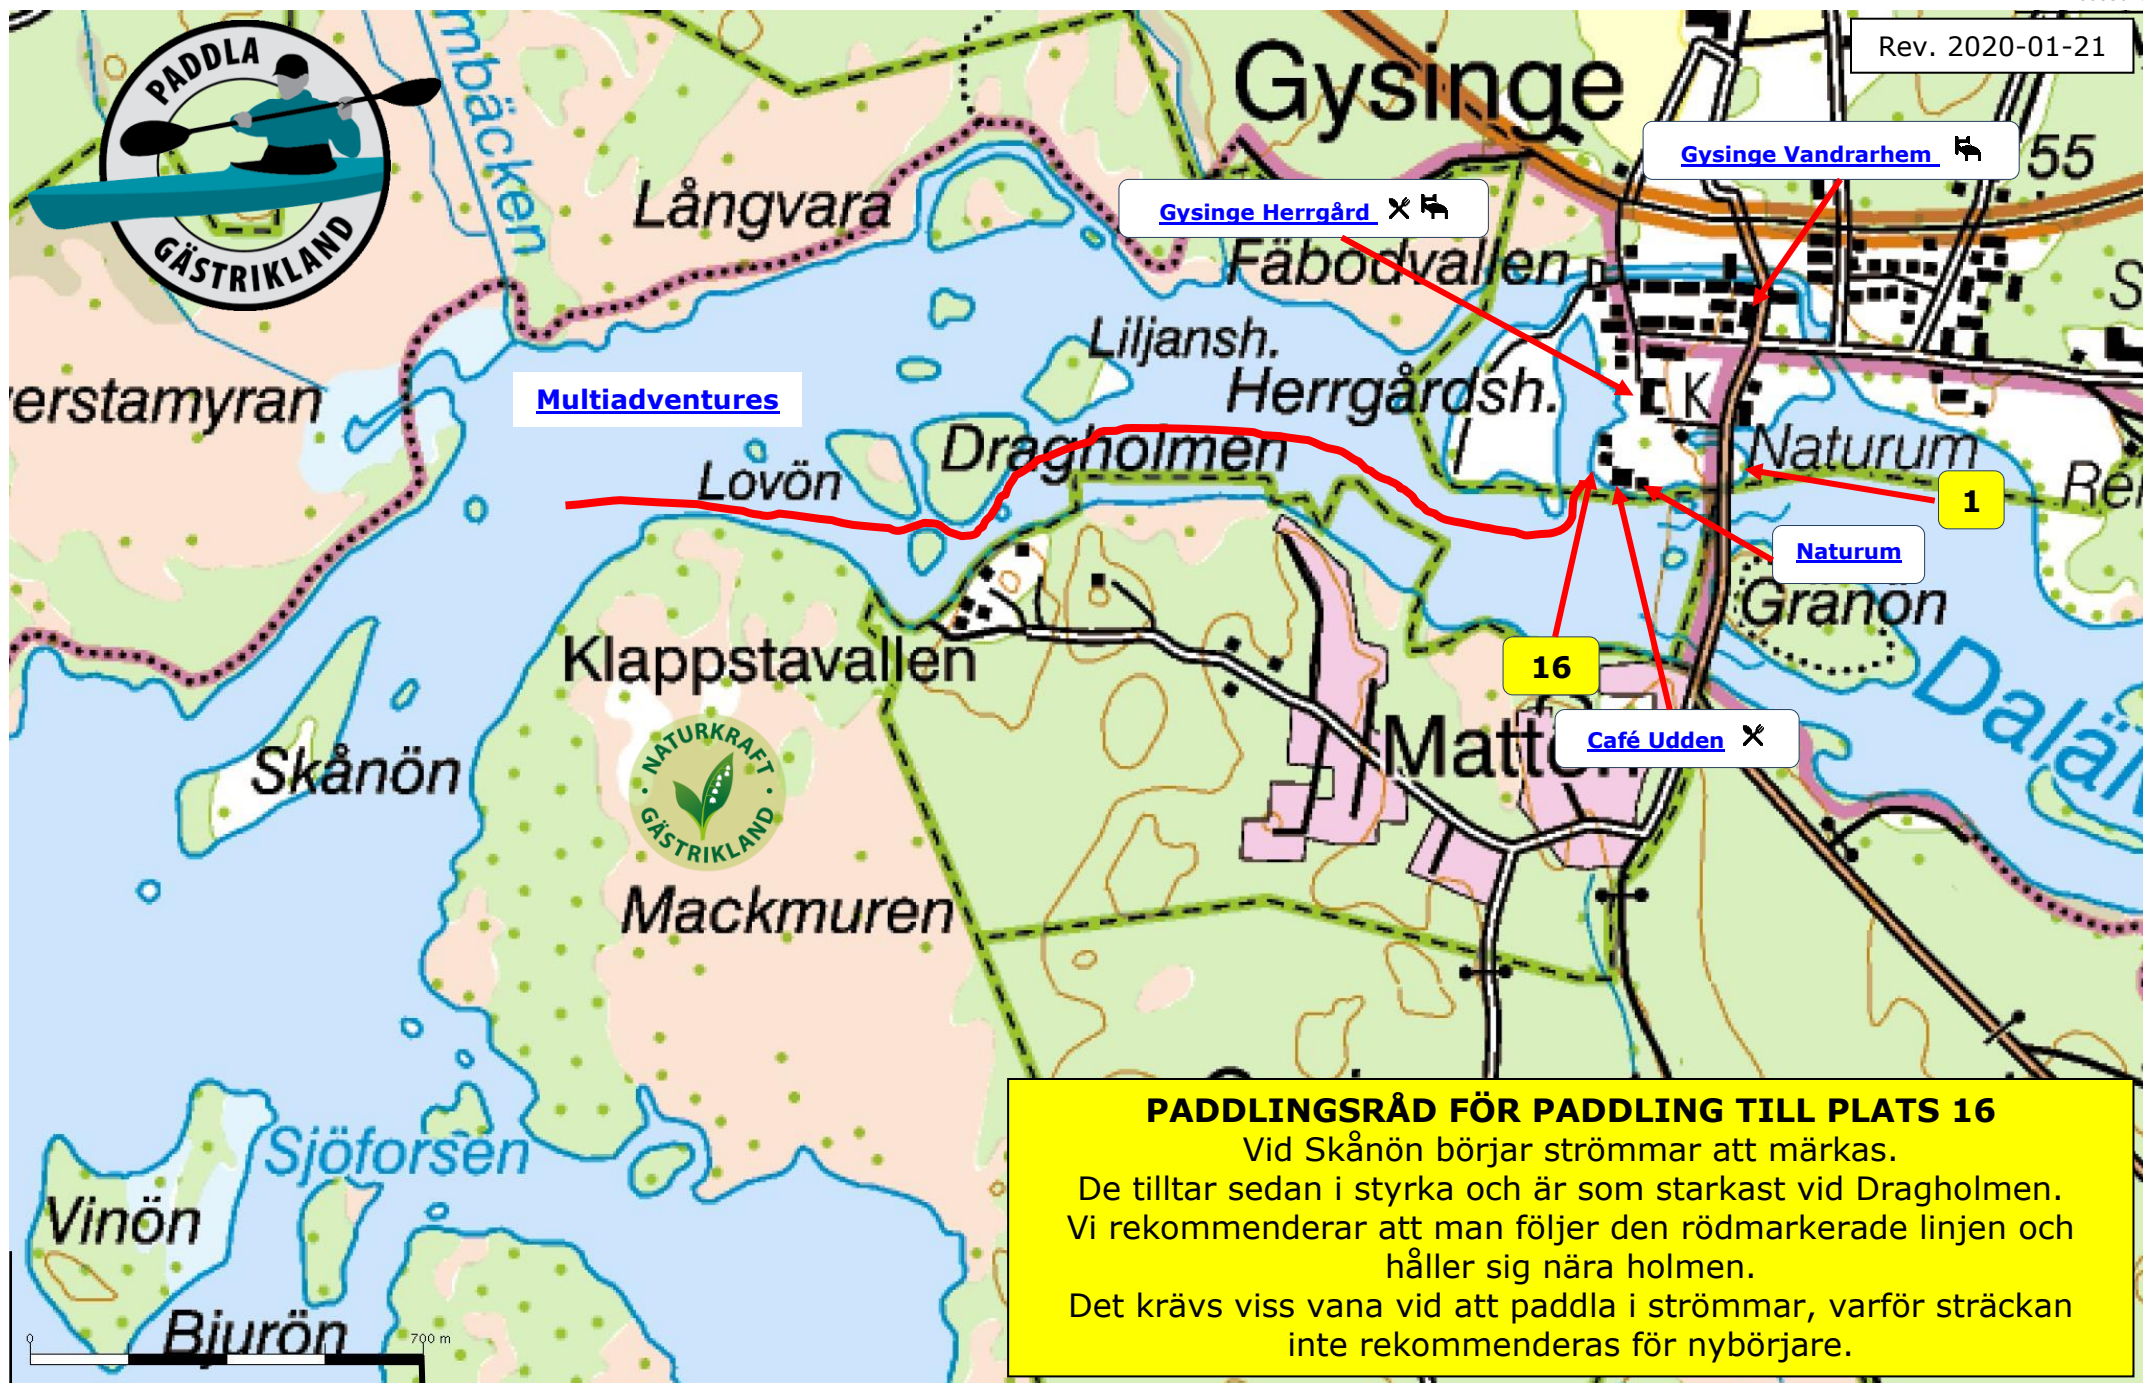 Rev. 2020-01-21
PADDLA
GÄSTRIKLAND
mbäcken
Gysinge
55
Gysinge Vandrarhem
Långvara
Gysinge Herrgård
Fäbodvallen
Liljansh.
Herrgårdsh.
K
erstamyran
Multiadventures
Dragholmen
Lovön
Naturum
1
Naturum
Granön
Klappstavallen
16
Café Udden
Skånön
NATURKRAFT
GÄSTRIKLAND
Mackmuren
Sjöforsen
Vinön
Bjurön
0
700 m
PADDLINGSRÅD FÖR PADDLING TILL PLATS 16
Vid Skånön börjar strömmar att märkas.
De tilltar sedan i styrka och är som starkast vid Dragholmen.
Vi rekommenderar att man följer den rödmarkerade linjen och
håller sig nära holmen.
Det krävs viss vana vid att paddla i strömmar, varför sträckan
inte rekommenderas för nybörjare.